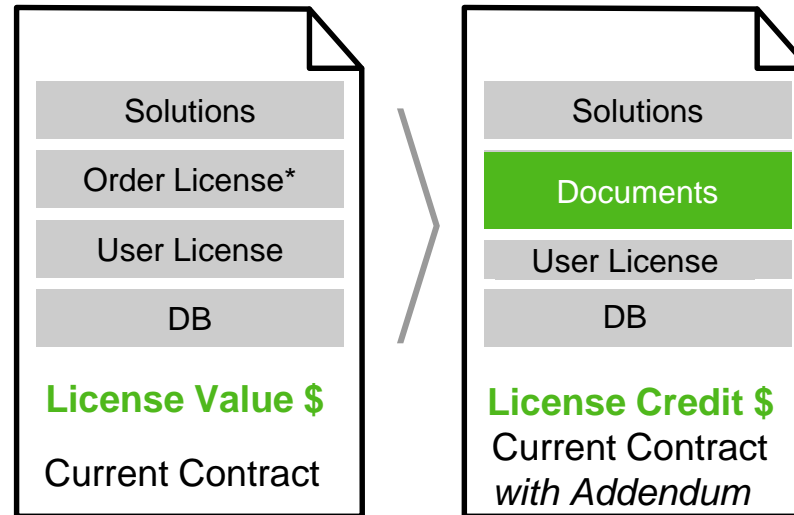 Solutions
Order License*
User License
DB
License Value $
Current Contract
Solutions
Documents
User License
DB
License Credit $
Current Contract
with Addendum